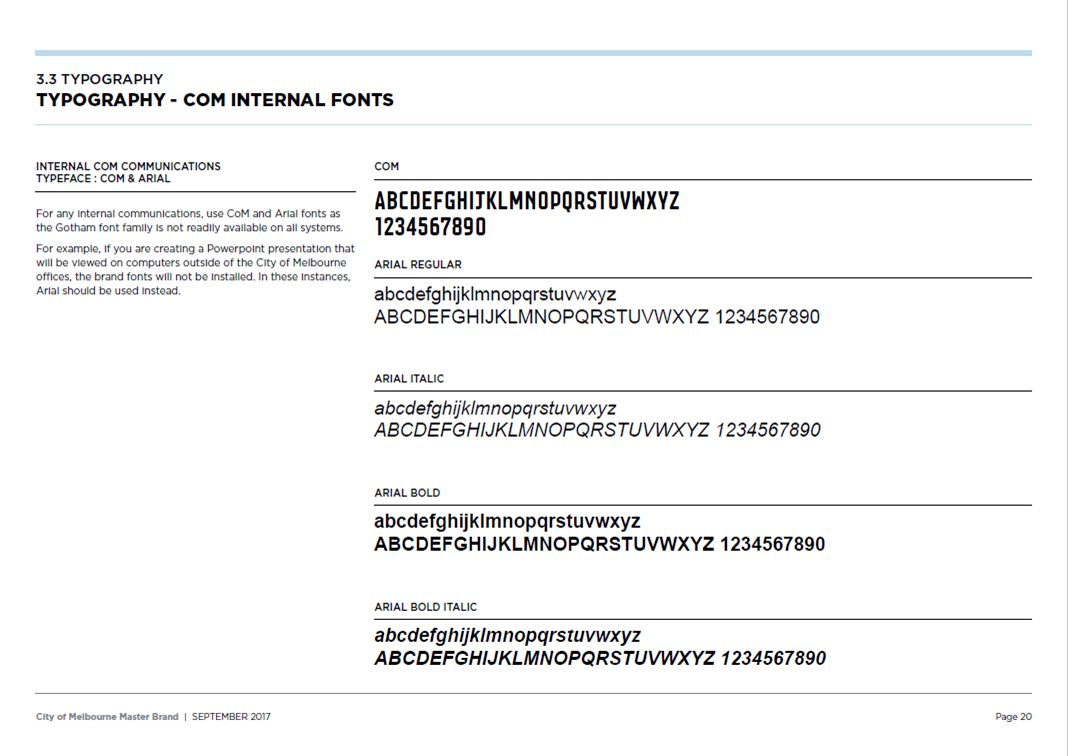 3.3 TYPOGRAPHY
TYPOGRAPHY - COM INTERNAL FONTS
INTERNAL COM COMMUNICATIONS
TYPEFACE : COM & ARIAL
For any internal communications, use CoM and Arial fonts as
the Gotham font family is not readily available on all systems.
For example, if you are creating a Powerpoint presentation that
will be viewed on computers outside of the City of Melbourne
offices, the brand fonts will not be installed. In these instances,
Arial should be used instead.
COM
ABCDEFGHIJKLMNOPQRSTUVWXYZ
1234567890
ARIAL REGULAR
abcdefghijklmnopqrstuvwxyz
ABCDEFGHIJKLMNOPQRSTUVWXYZ 1234567890
ARIAL ITALIC
abcdefghijklmnopqrstuvwxyz
ABCDEFGHIJKLMNOPQRSTUVWXYZ 1234567890
ARIAL BOLD
abcdefghijklmnopqrstuvwxyz
ABCDEFGHIJKLMNOPQRSTUVWXYZ 1234567890
ARIAL BOLD ITALIC
abcdefghijklmnopqrstuvwxyz
ABCDEFGHIJKLMNOPQRSTUVWXYZ 1234567890
City of Melbourne Master Brand | SEPTEMBER 2017
Page 20